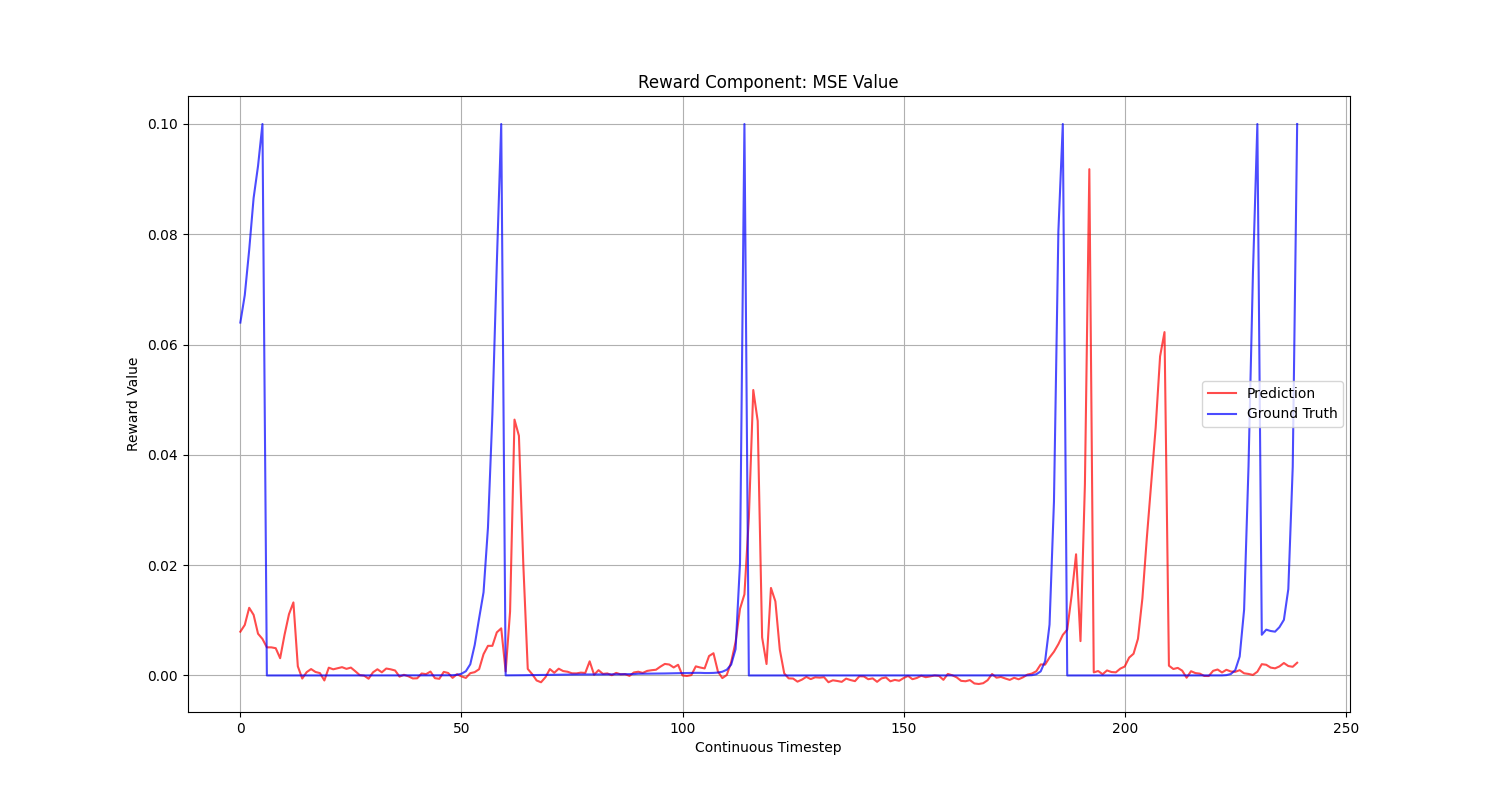 Reward Component: MSE Value
0.10
0.08
0.06
0.04
0.02
0.00
Reward Value
Prediction
Ground Truth
0
50
100
150
200
250
Continuous Timestep